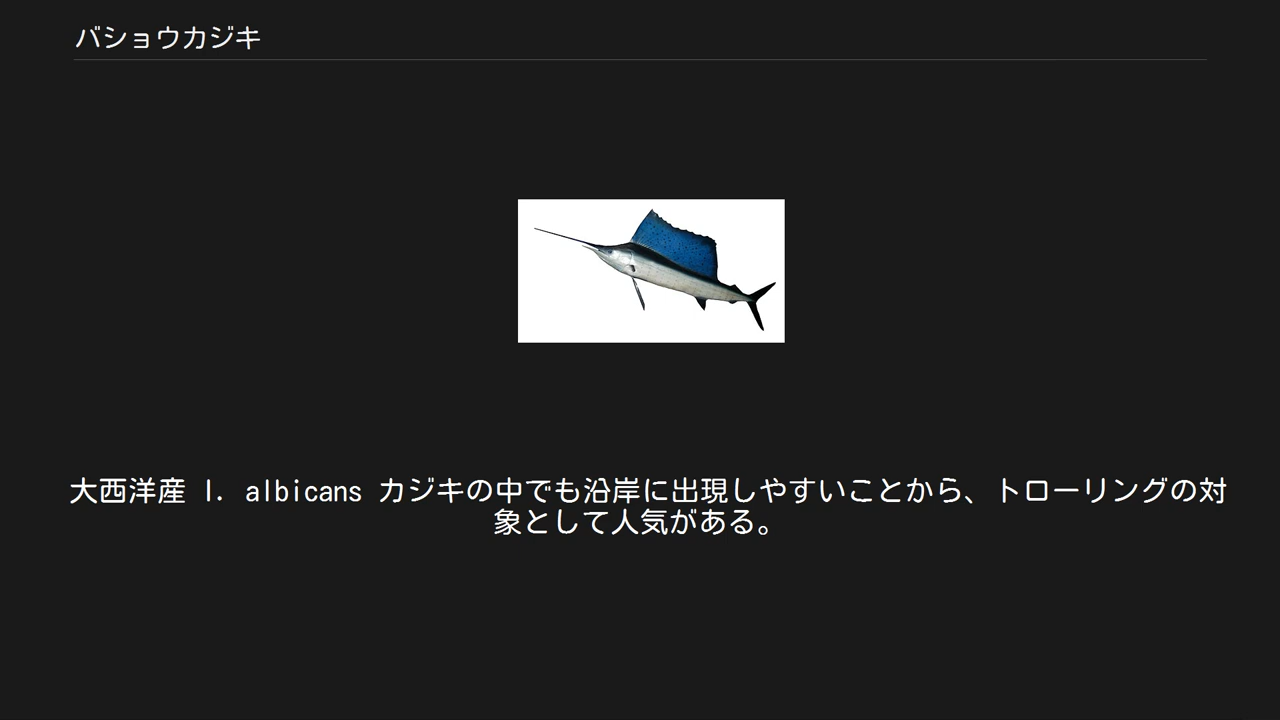 バショウカジキ
大西洋産 I. albicans カジキの中でも沿岸に出現しやすいことから、トローリングの対
象として人気がある。